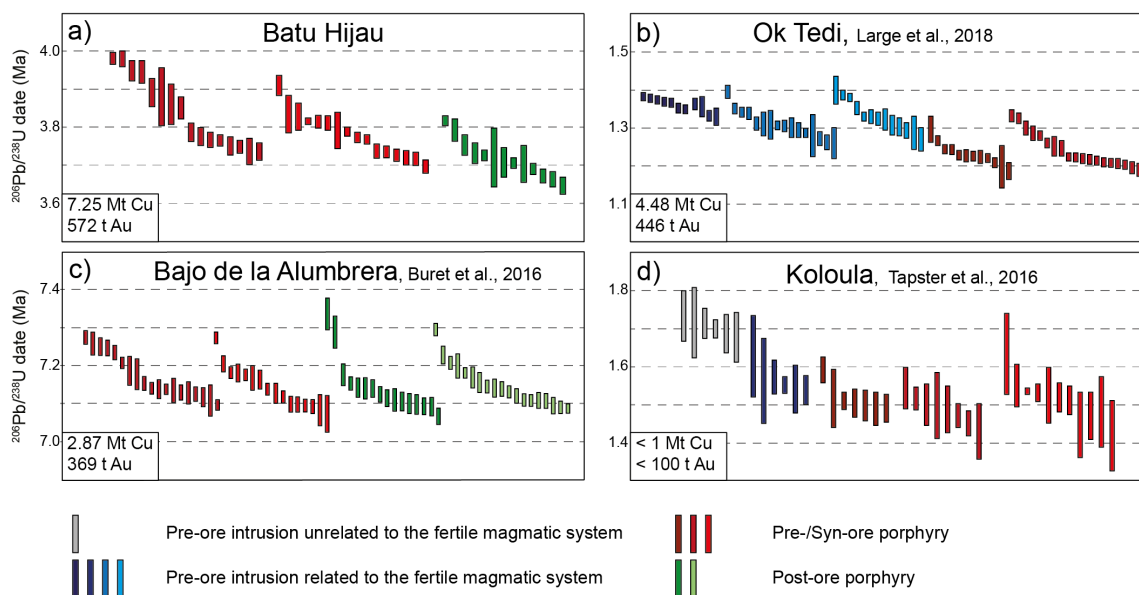 a) Batu Hijau
²⁰⁶Pb/²³⁸U date (Ma)
4.0
3.8
3.6
7.25 Mt Cu
572 t Au
b) Ok Tedi, Large et al., 2018
1.5
1.3
1.1
4.48 Mt Cu
446 t Au
c) Bajo de la Alumbrera, Buret et al., 2016
²⁰⁶Pb/²³⁸U date (Ma)
7.4
7.2
7.0
2.87 Mt Cu
369 t Au
d) Koloula, Tapster et al., 2016
1.8
1.6
1.4
< 1 Mt Cu
< 100 t Au
Pre-ore intrusion unrelated to the fertile magmatic system
Pre-/Syn-ore porphyry
Pre-ore intrusion related to the fertile magmatic system
Post-ore porphyry